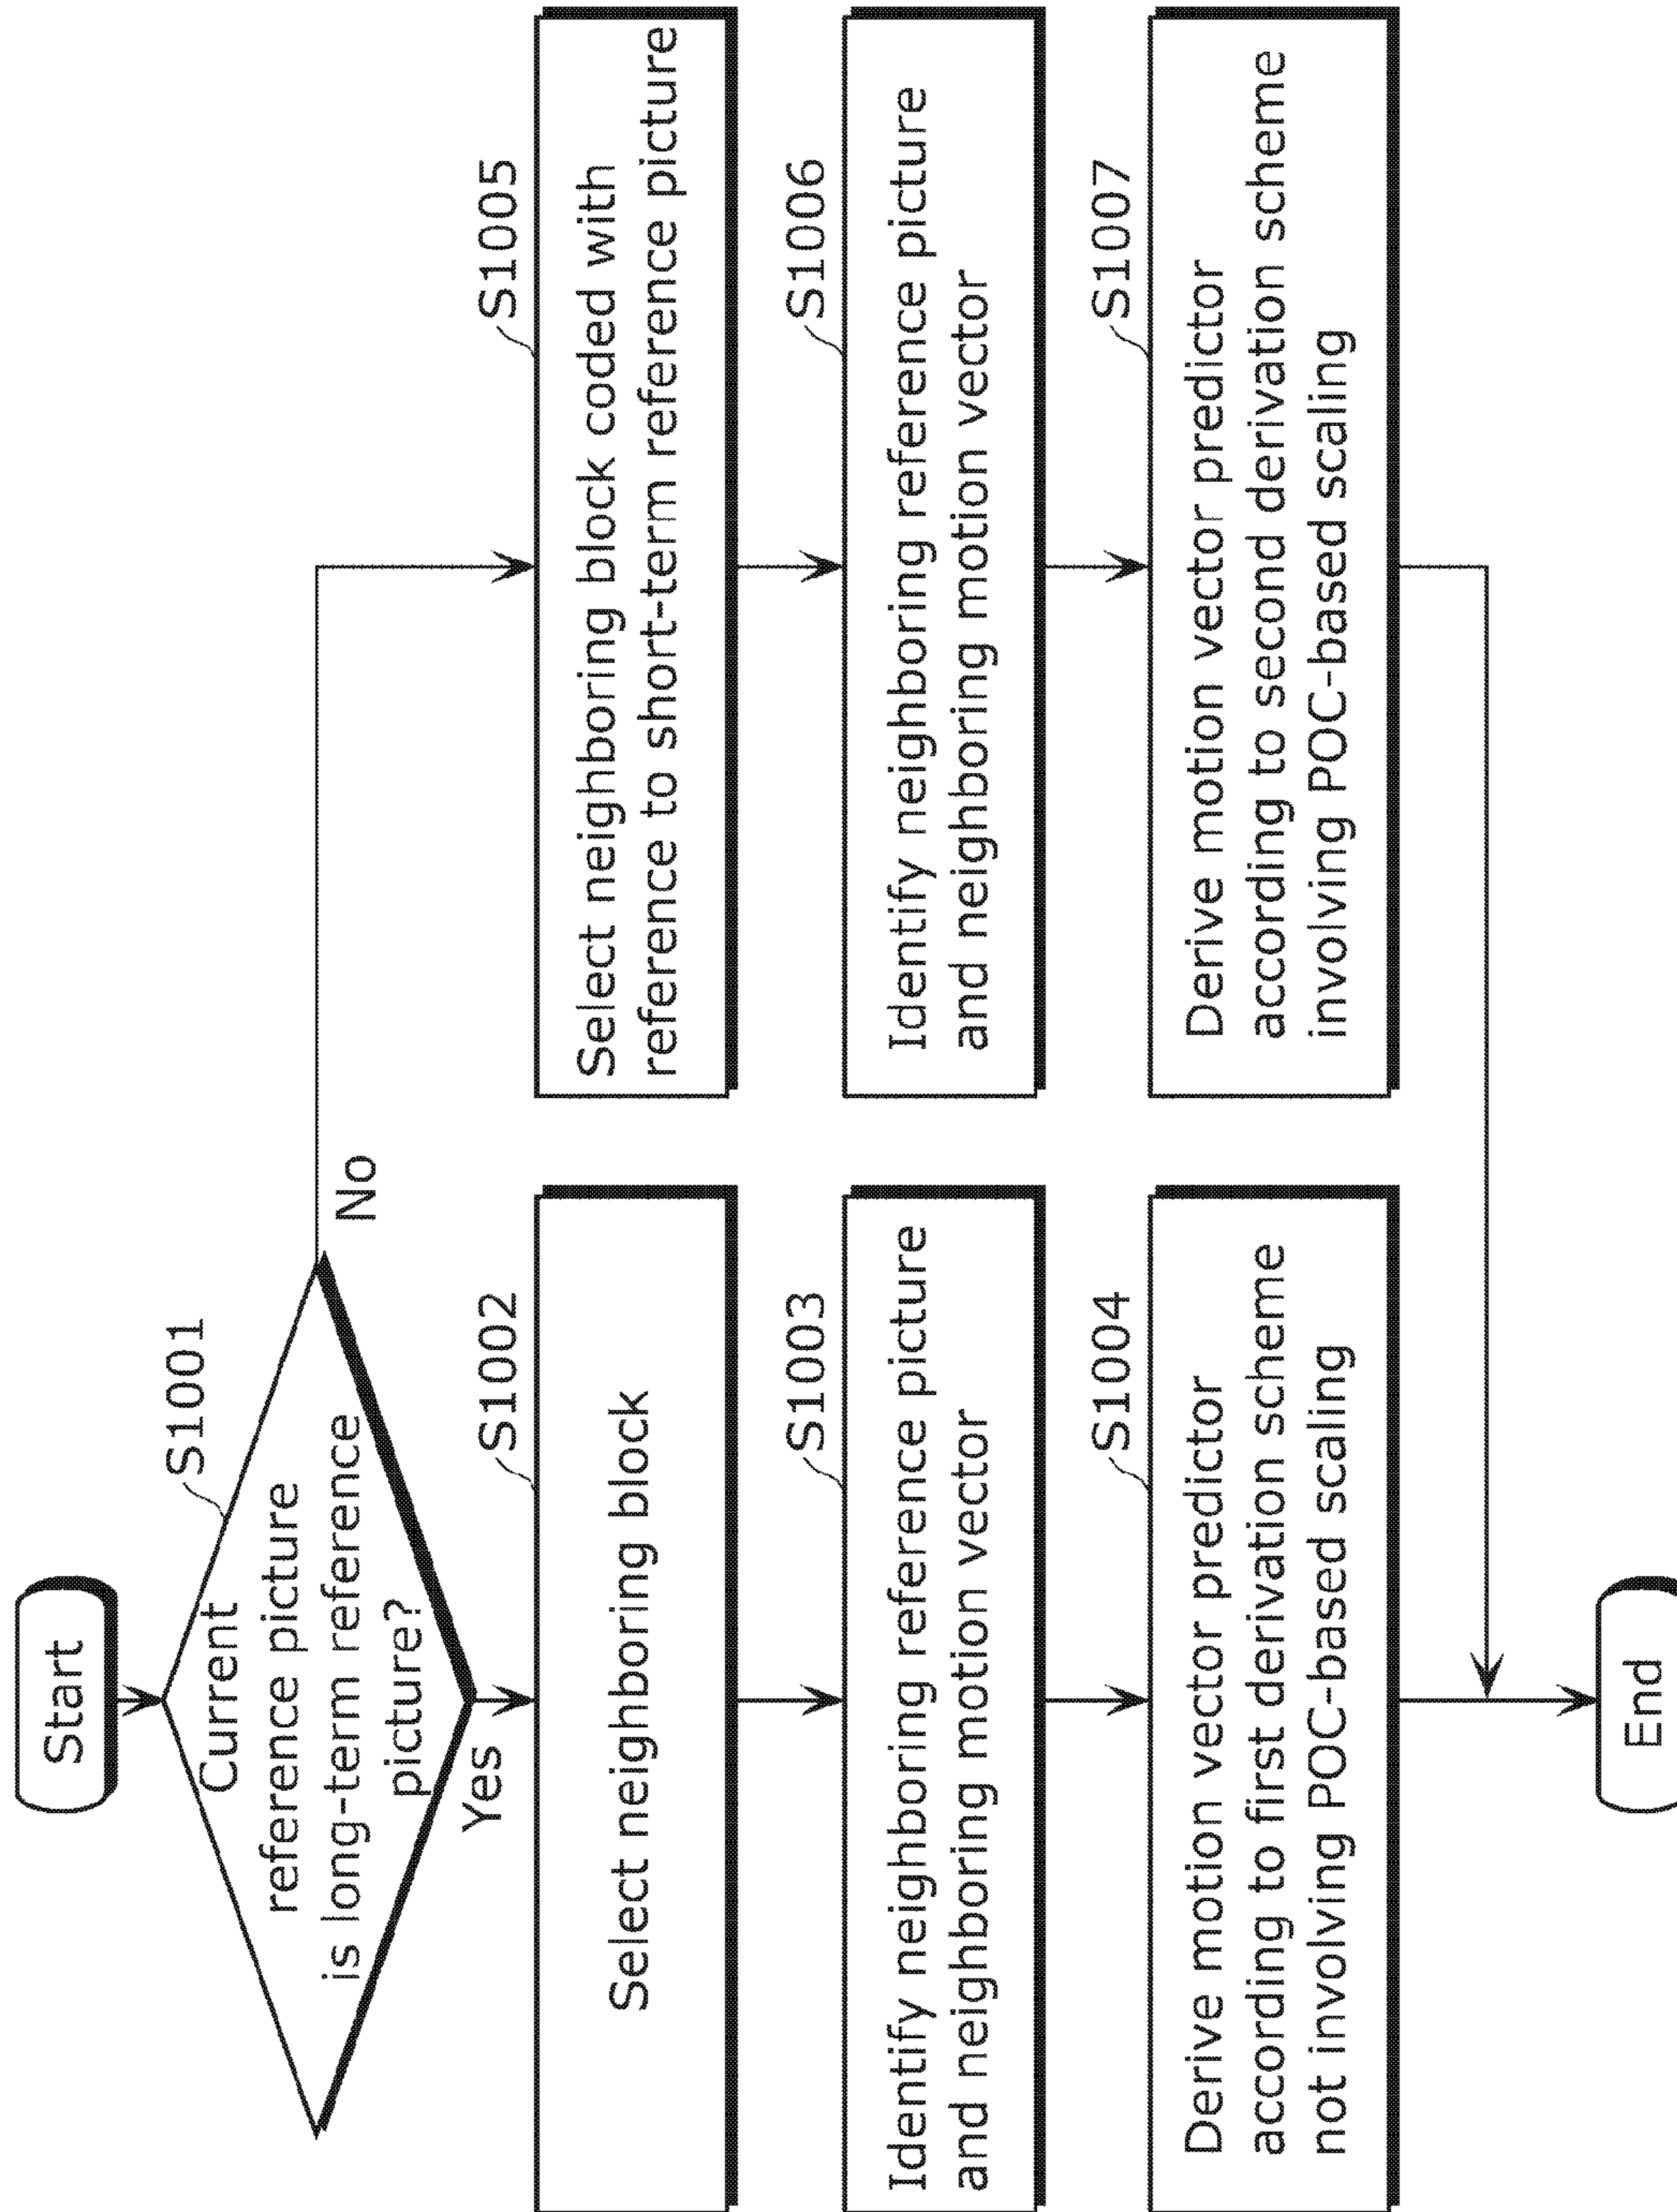 Start
S1001
Current
reference picture
is long-term reference
picture?
Yes
No
S1002
Select neighboring block
S1003
Identify neighboring reference picture
and neighboring motion vector
S1004
Derive motion vector predictor
according to first derivation scheme
not involving POC-based scaling
S1005
Select neighboring block coded with
reference to short-term reference picture
S1006
Identify neighboring reference picture
and neighboring motion vector
S1007
Derive motion vector predictor
according to second derivation scheme
involving POC-based scaling
End